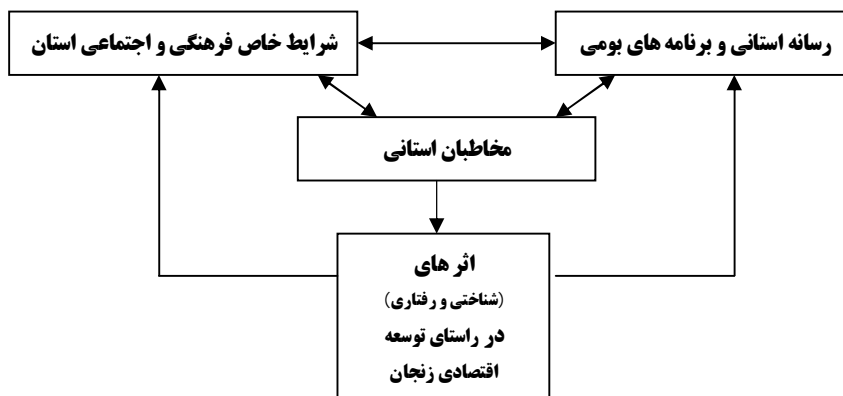 رسانه استانی و برنامه های بومی
شرایط خاص فرهنگی و اجتماعی استان
مخاطبان استانی
اثر های
(شناختی و رفتاری)
در راستای توسعه
اقتصادی زنجان